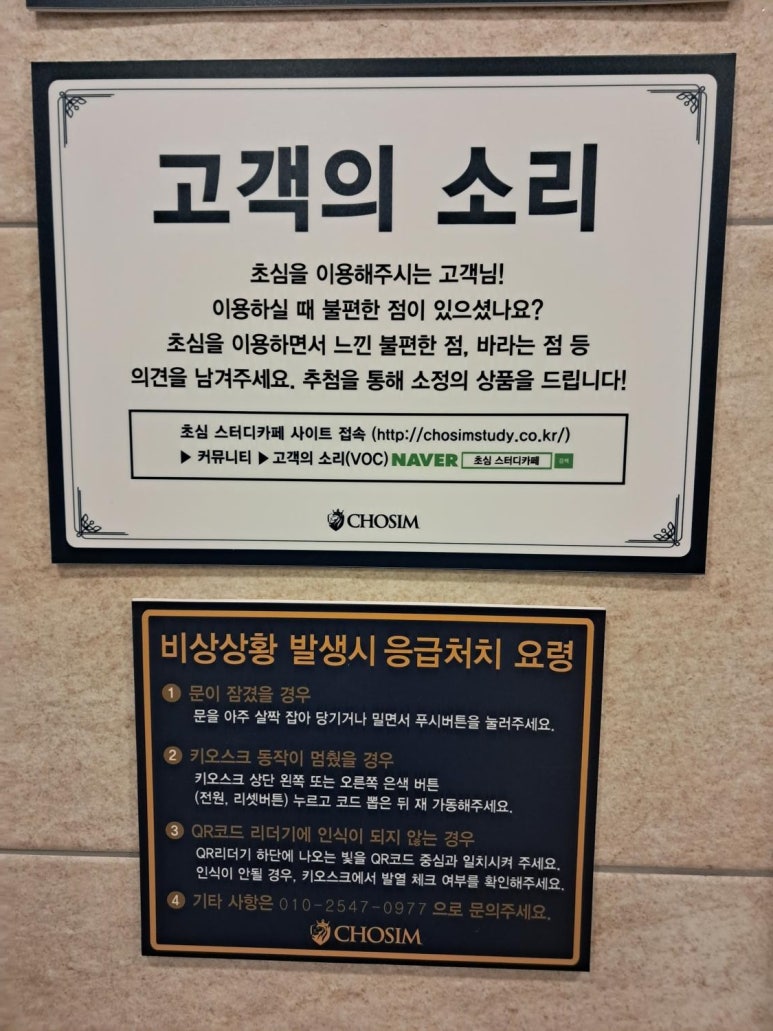 고객의 소리
초심을 이용해주시는 고객님!
이용하실 때 불편한 점이 있으셨나요?
초심을 이용하면서 느낀 불편한 점, 바라는 점 등
의견을 남겨주세요. 추첨을 통해 소정의 상품을 드립니다!
초심 스터디카페 사이트 접속 (http://chosimstudy.co.kr/)
▶ 커뮤니티 ▶ 고객의 소리(VOC) NAVER 초심 스터디카페 검색
CHOSIM
비상상황 발생시 응급처치 요령
1 문이 잠겼을 경우
문을 아주 살짝 잡아 당기거나 밀면서 푸시버튼을 눌러주세요.
2 키오스크 동작이 멈췄을 경우
키오스크 상단 왼쪽 또는 오른쪽 은색 버튼
(전원, 리셋버튼) 누르고 코드 뽑은 뒤 재 가동해주세요.
3 QR코드 리더기에 인식이 되지 않는 경우
QR리더기 하단에 나오는 빛을 QR코드 중심과 일치시켜 주세요.
인식이 안될 경우, 키오스크에서 발열 체크 여부를 확인해주세요.
4 기타 사항은 010-2547-0977 으로 문의주세요.
CHOSIM